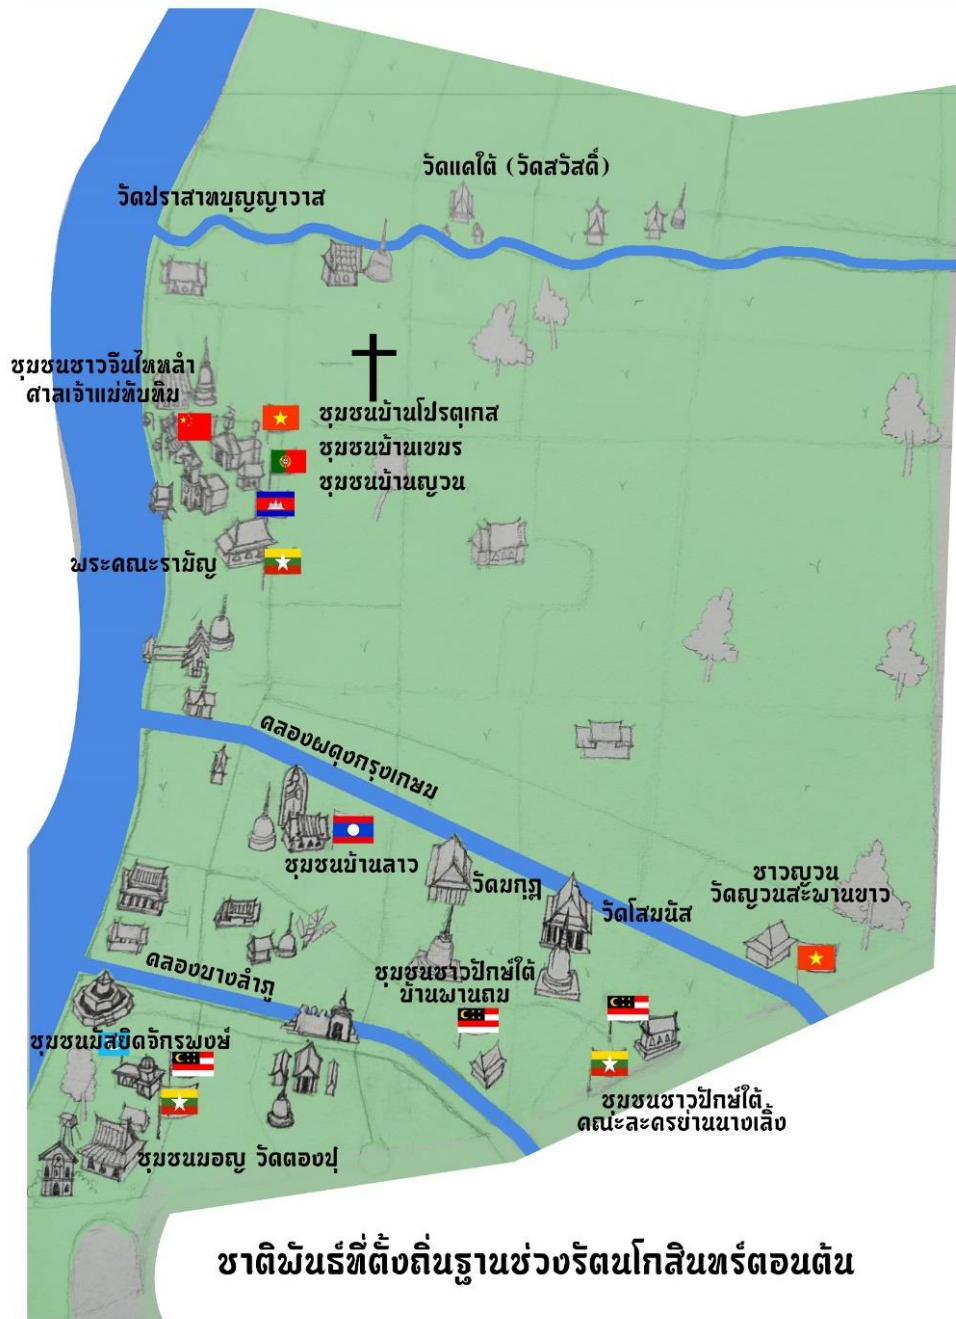 วัดแคใต้ (วัดสวัสดิ์)
วัดปราสาทบุญญาวาส
ชุมชนชาวจีนไหหลำ
ศาลเจ้าแม่ทับทิม
ชุมชนบ้านโปรตุเกส
ชุมชนบ้านเขมร
ชุมชนบ้านญวน
พระคณะรามัญ
คลองผดุงกรุงเกษม
ชุมชนบ้านลาว
วัดมกุฏ
วัดโสมนัส
ชาวญวน
วัดญวนสะพานขาว
คลองบางลำภู
ชุมชนชาวปักษ์ใต้
บ้านพานถม
ชุมชนมัสยิดจักรพงษ์
ชุมชนชาวปักษ์ใต้
คณะละครย่านนางเลิ้ง
ชุมชนมอญ วัดตองปุ
ชาติพันธ์ที่ตั้งถิ่นฐานช่วงรัตนโกสินทร์ตอนต้น